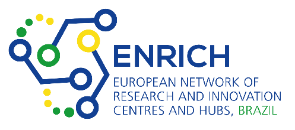 ENRICH
EUROPEAN NETWORK OF
RESEARCH AND INNOVATION
CENTRES AND HUBS, BRAZIL